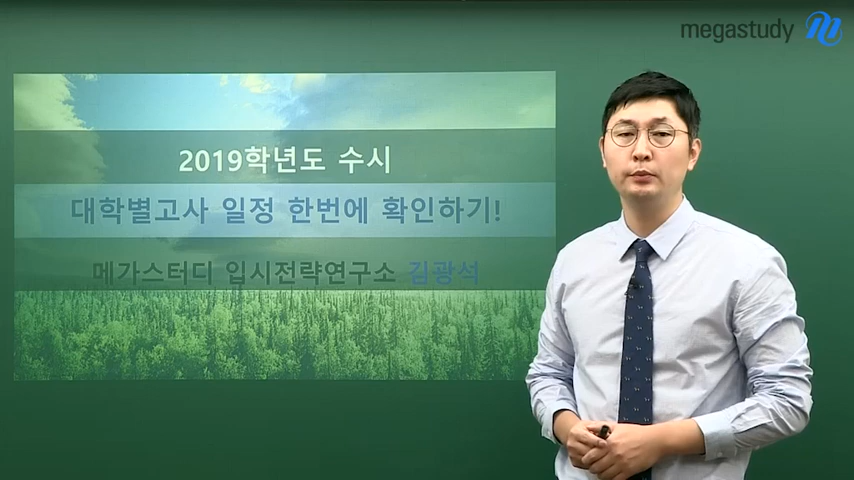 megastudy
2019학년도 수시
대학별고사 일정 한번에 확인하기!
메가스터디 입시전략연구소 김광석